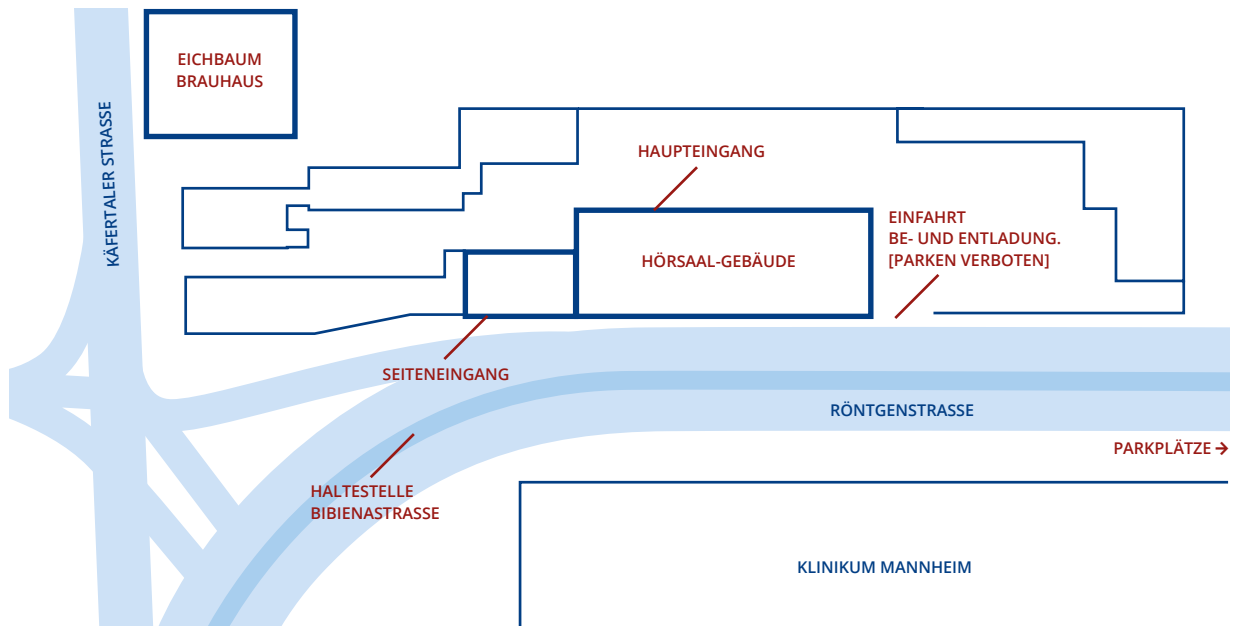 EICHBAUM
BRAUHAUS
KÄFERTALER STRASSE
HAUPTEINGANG
EINFAHRT
BE- UND ENTLADUNG.
[PARKEN VERBOTEN]
HÖRSAAL-GEBÄUDE
SEITENEINGANG
RÖNTGENSTRASSE
PARKPLÄTZE →
HALTESTELLE
BIBIENASTRASSE
KLINIKUM MANNHEIM